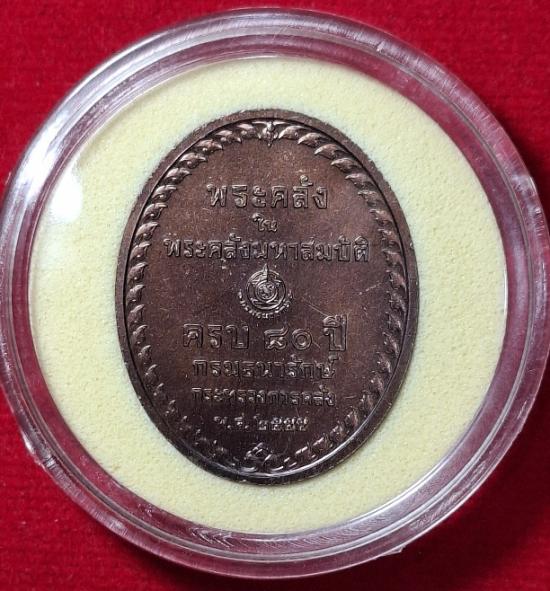 พระคลัง
ใน
พระคลังมหาสมบัติ
ครบ ๘๐ ปี
กรมธนารักษ์
กระทรวงการคลัง
พ.ศ. ๒๕๕๕